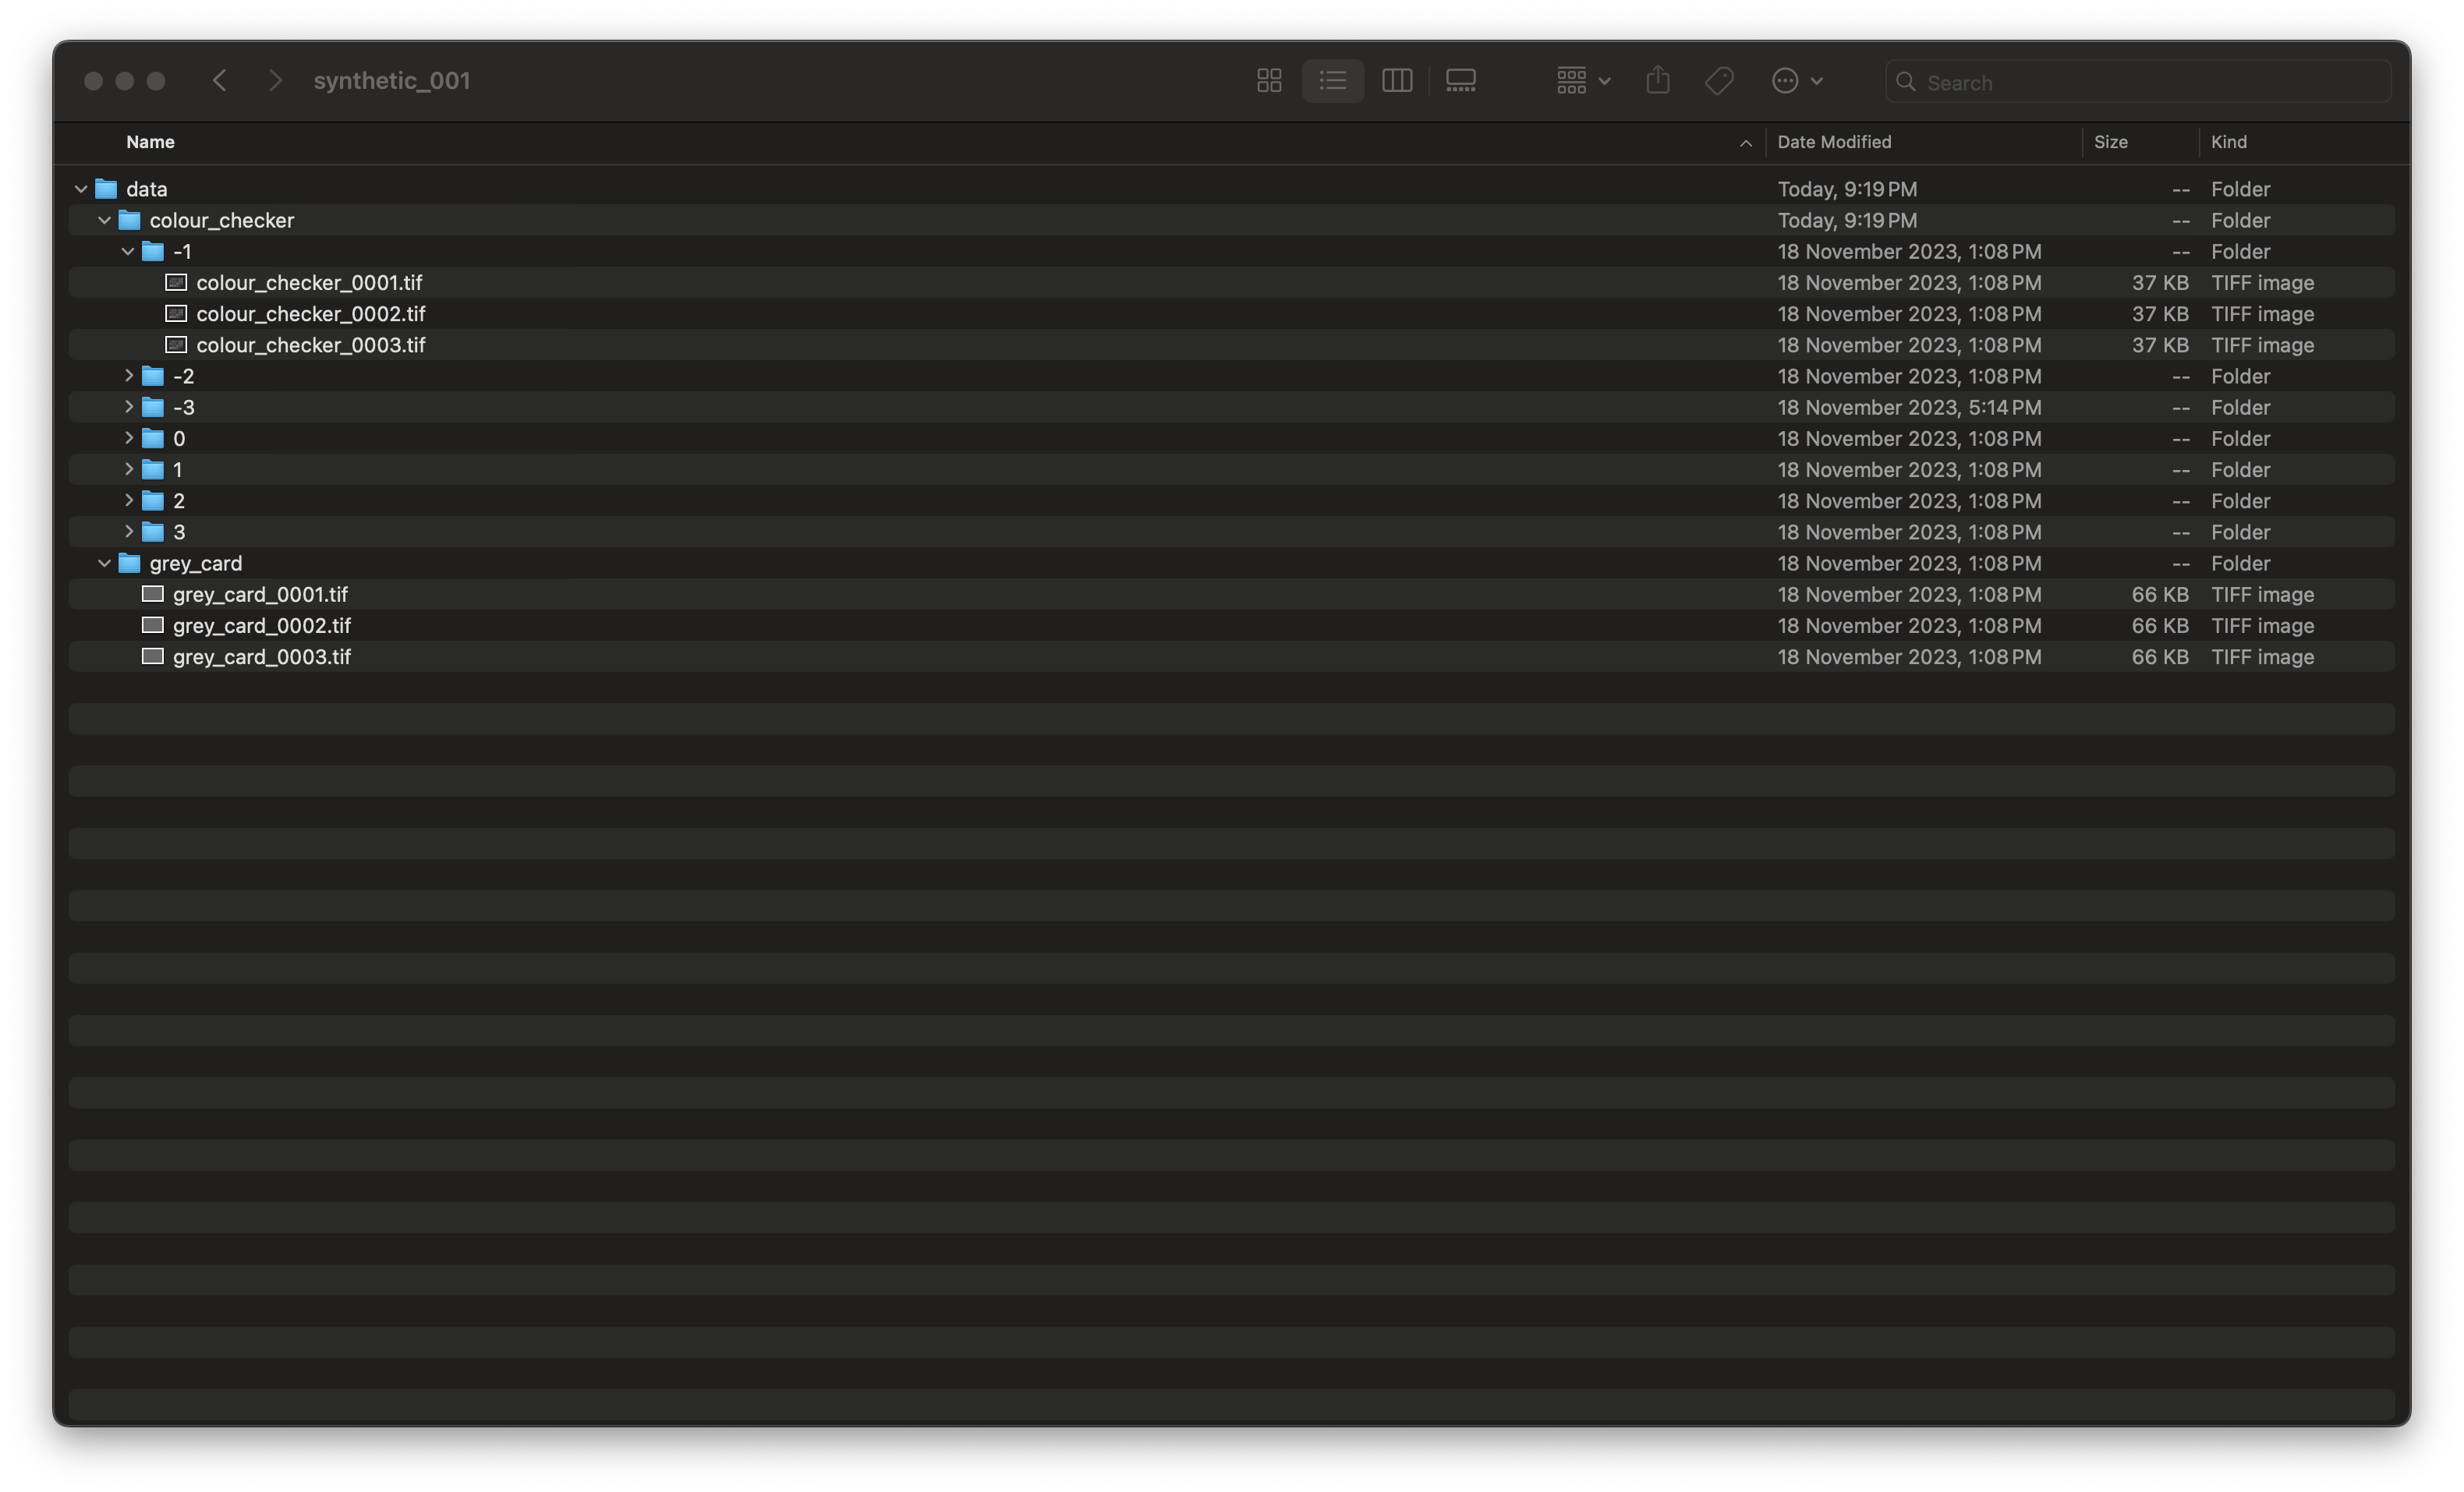 synthetic_001
Search
Name Date Modified Size Kind
data Today, 9:19 PM -- Folder
colour_checker Today, 9:19 PM -- Folder
-1 18 November 2023, 1:08 PM -- Folder
colour_checker_0001.tif 18 November 2023, 1:08 PM 37 KB TIFF image
colour_checker_0002.tif 18 November 2023, 1:08 PM 37 KB TIFF image
colour_checker_0003.tif 18 November 2023, 1:08 PM 37 KB TIFF image
-2 18 November 2023, 1:08 PM -- Folder
-3 18 November 2023, 5:14 PM -- Folder
0 18 November 2023, 1:08 PM -- Folder
1 18 November 2023, 1:08 PM -- Folder
2 18 November 2023, 1:08 PM -- Folder
3 18 November 2023, 1:08 PM -- Folder
grey_card 18 November 2023, 1:08 PM -- Folder
grey_card_0001.tif 18 November 2023, 1:08 PM 66 KB TIFF image
grey_card_0002.tif 18 November 2023, 1:08 PM 66 KB TIFF image
grey_card_0003.tif 18 November 2023, 1:08 PM 66 KB TIFF image